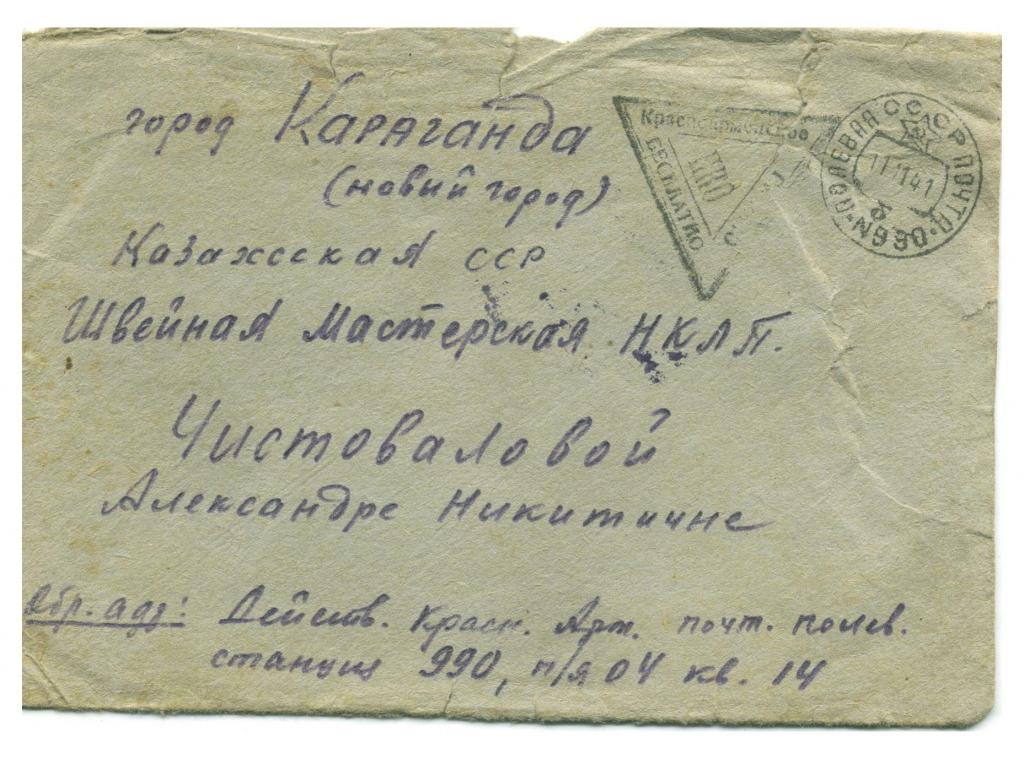 город Караганда
(новый город)
Казахсская ССР
Швейная Мастерская НКЛП.
Чистоваловой
Александре Никитичне
Обр. адр: Действ. Красн. Арм. почт. полев.
станция 990, п/я 04 кв. 14
Красноармейское
БЕСПЛАТНО
СССР ПОЛЕВАЯ ПОЧТА